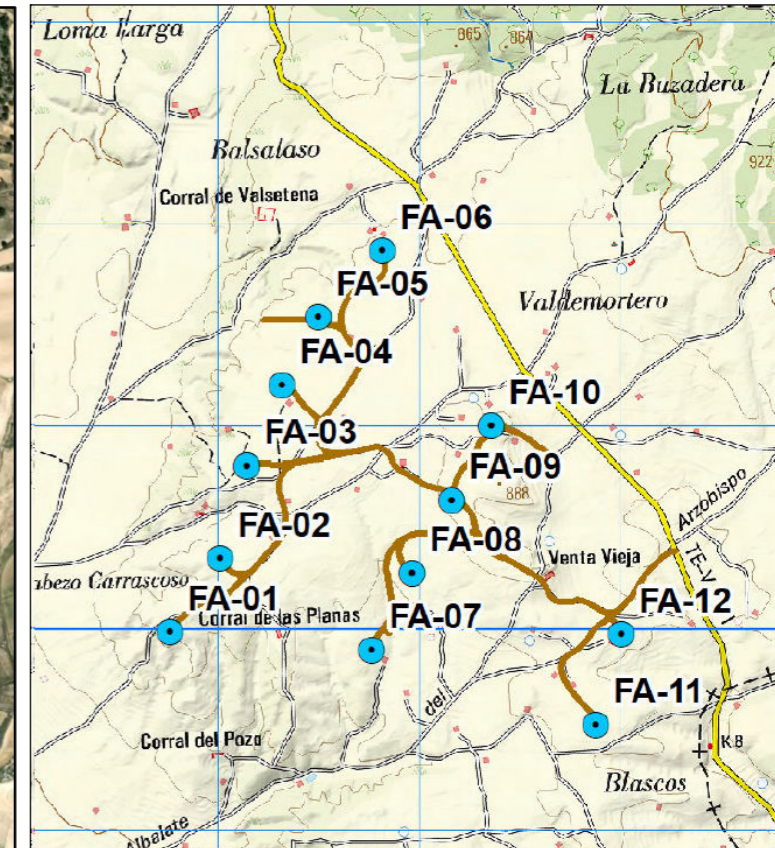 Loma Larga
865
864
La Buzadera
Balsalaso
922
Corral de Valsetena
FA-06
FA-05
Valdemortero
FA-04
FA-10
FA-03
FA-09
888
Arzobispo
FA-02
FA-08
Venta Vieja
TE-V
abezo Carrascoso
FA-01
Corral de las Planas
FA-07
FA-12
del
FA-11
Corral del Pozo
K 8
Blascos
Albalate